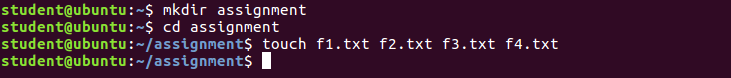 student@ubuntu:~$ mkdir assignment
student@ubuntu:~$ cd assignment
student@ubuntu:~/assignment$ touch f1.txt f2.txt f3.txt f4.txt
student@ubuntu:~/assignment$